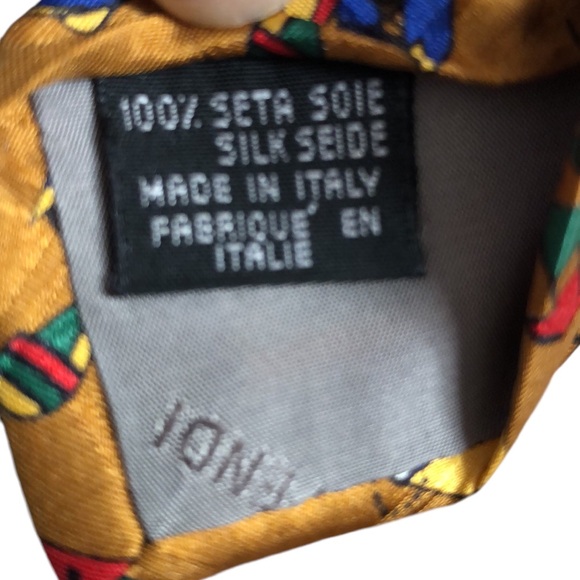 100% SETA SOIE
SILK SEIDE
MADE IN ITALY
FABRIQUE' EN
ITALIE